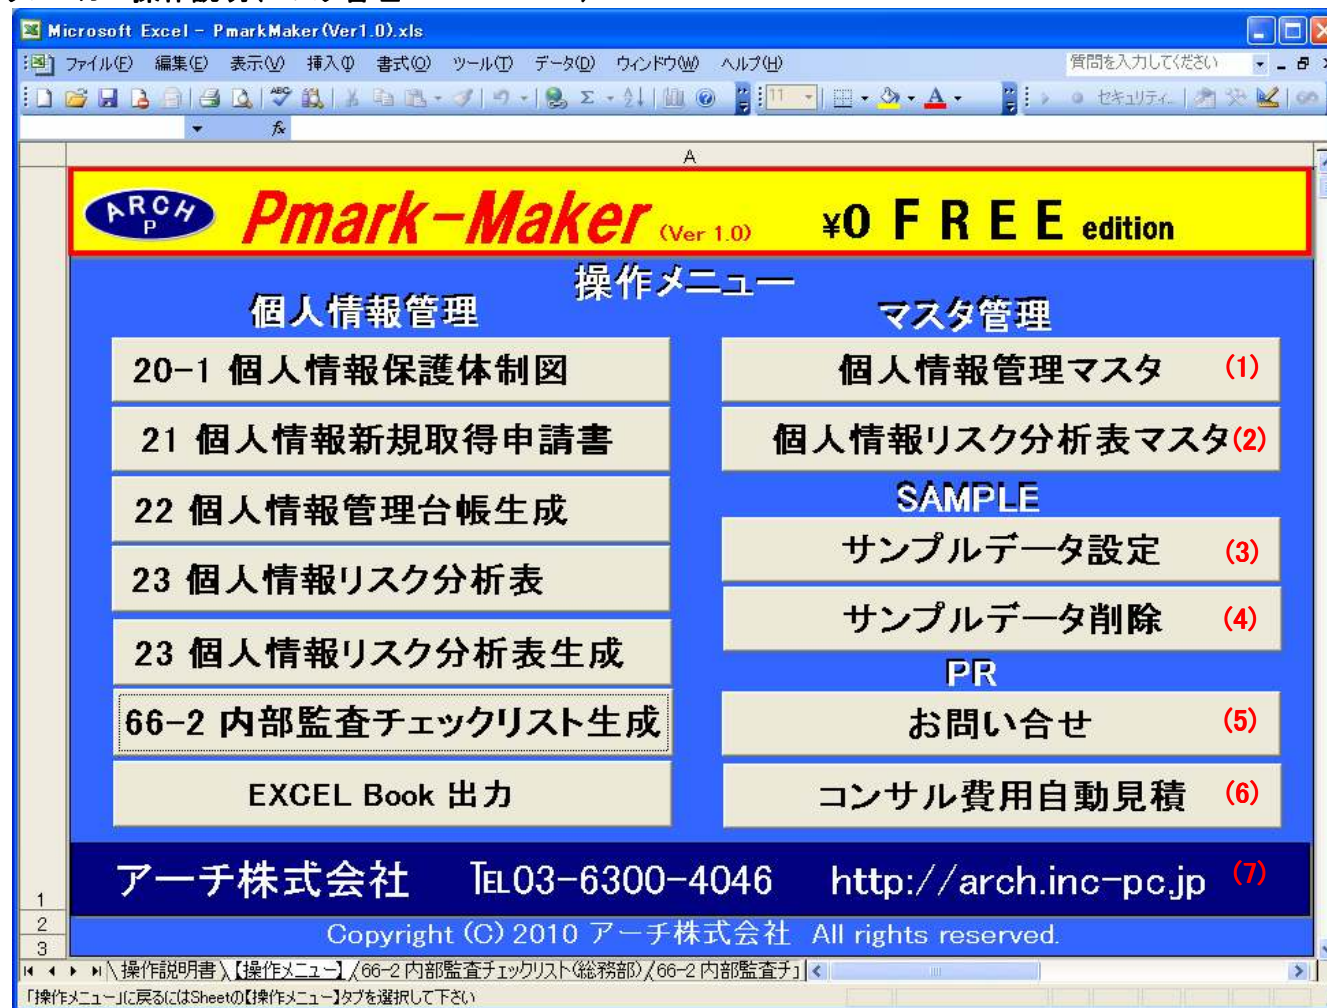 Microsoft Excel - PmarkMaker(Ver1.0).xls
ファイル(F) 編集(E) 表示(V) 挿入(I) 書式(O) ツール(T) データ(D) ウィンドウ(W) ヘルプ(H) 質問を入力してください
11 セキュリティ...
fx
A
ARCH P Pmark-Maker (Ver 1.0) ¥0 FREE edition
操作メニュー
個人情報管理 マスタ管理
20-1 個人情報保護体制図 個人情報管理マスタ (1)
21 個人情報新規取得申請書 個人情報リスク分析表マスタ (2)
22 個人情報管理台帳生成 SAMPLE
サンプルデータ設定 (3)
23 個人情報リスク分析表
サンプルデータ削除 (4)
23 個人情報リスク分析表生成 PR
66-2 内部監査チェックリスト生成 お問い合せ (5)
EXCEL Book 出力 コンサル費用自動見積 (6)
アーチ株式会社 TEL03-6300-4046 http://arch.inc-pc.jp (7)
1
2
3
Copyright (C) 2010 アーチ株式会社 All rights reserved.
操作説明書 【操作メニュー】 66-2 内部監査チェックリスト(総務部) 66-2 内部監査チェ
「操作メニュー」に戻るにはSheetの【操作メニュー】タブを選択して下さい